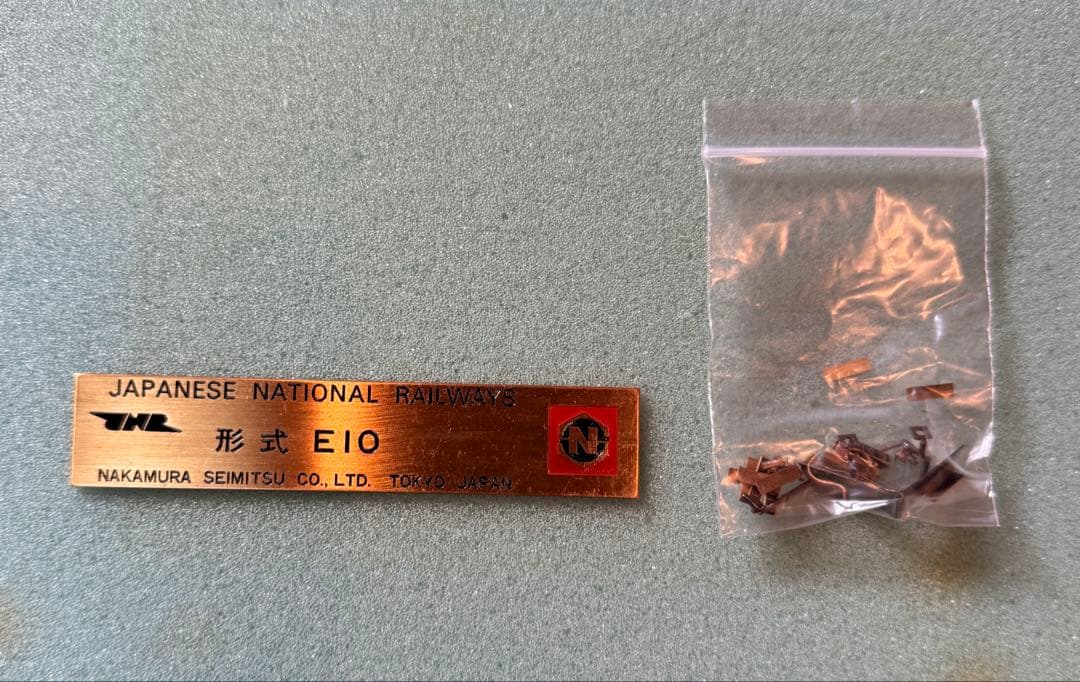 JAPANESE NATIONAL RAILWAYS
JNR
形式 E10
N
NAKAMURA SEIMITSU CO., LTD. TOKYO JAPAN